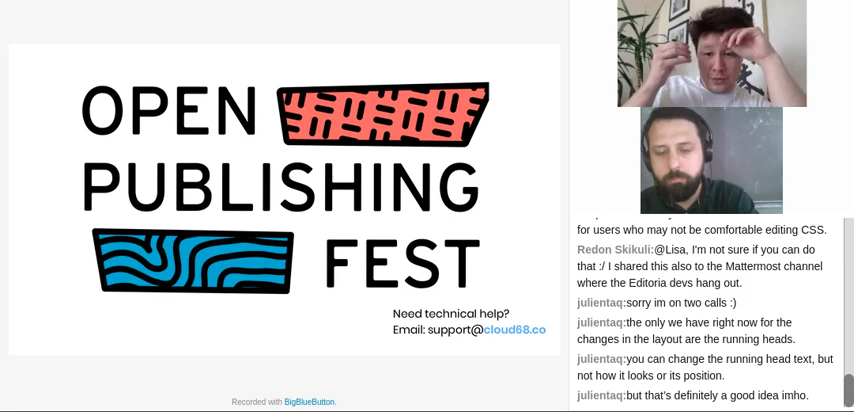 OPEN
PUBLISHING
FEST
Need technical help?
Email: support@cloud68.co
Recorded with BigBlueButton.
for users who may not be comfortable editing CSS.
Redon Skikuli:@Lisa, I'm not sure if you can do
that :/ I shared this also to the Mattermost channel
where the Editoria devs hang out.
julientaq:sorry im on two calls :)
julientaq:the only we have right now for the
changes in the layout are the running heads.
julientaq:you can change the running head text, but
not how it looks or its position.
julientaq:but that's definitely a good idea imho.